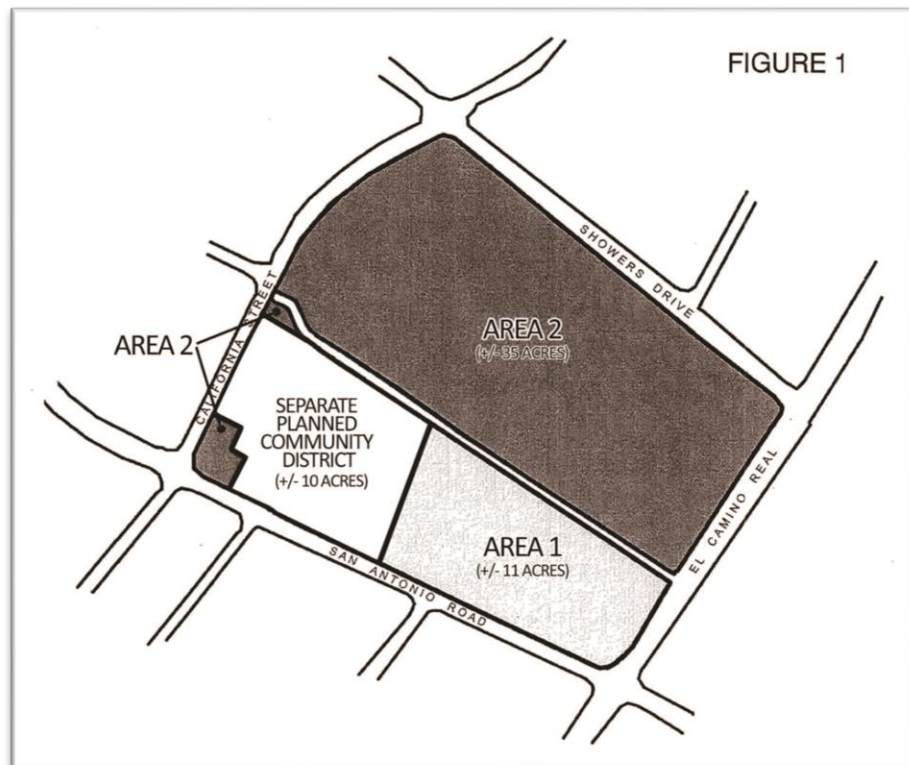 FIGURE 1
SHOWERS DRIVE
CALIFORNIA STREET
AREA 2
AREA 2
(+/- 35 ACRES)
SEPARATE
PLANNED
COMMUNITY
DISTRICT
(+/- 10 ACRES)
EL CAMINO REAL
AREA 1
(+/- 11 ACRES)
SAN ANTONIO ROAD